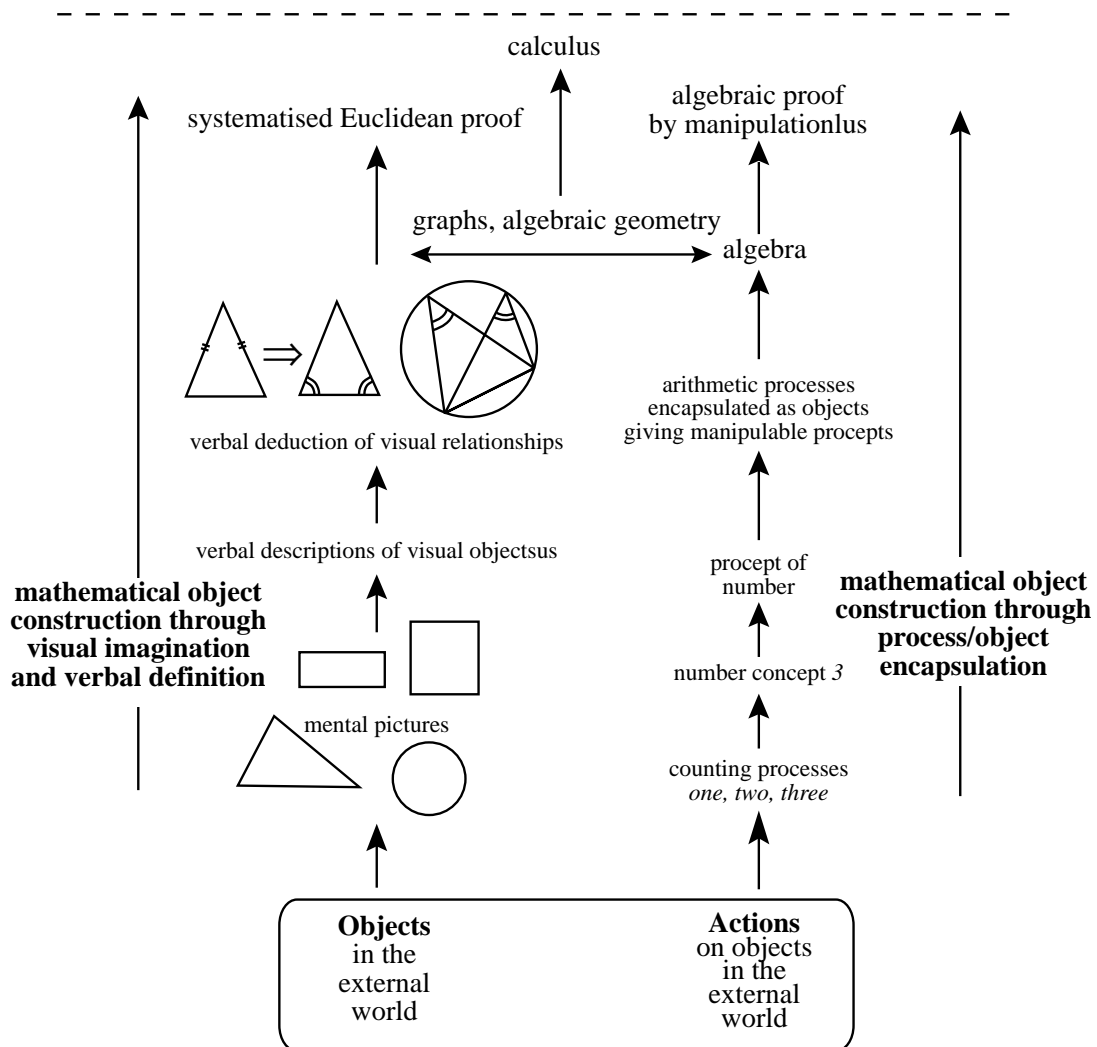 calculus
systematised Euclidean proof
algebraic proof
by manipulationlus
graphs, algebraic geometry
algebra
arithmetic processes
encapsulated as objects
giving manipulable procepts
verbal deduction of visual relationships
verbal descriptions of visual objectsus
procept of
number
mathematical object
construction through
visual imagination
and verbal definition
mathematical object
construction through
process/object
encapsulation
number concept 3
mental pictures
counting processes
one, two, three
Objects
in the
external
world
Actions
on objects
in the
external
world